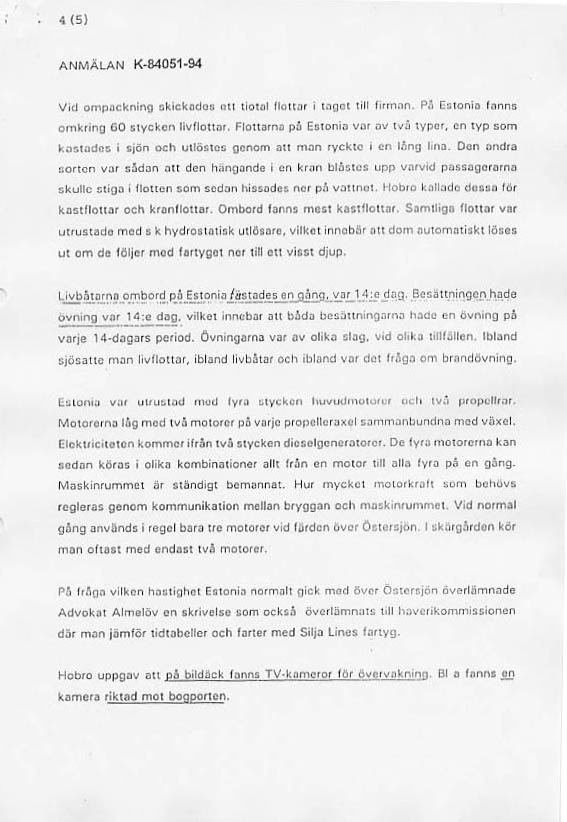 4 (5)
ANMÄLAN K-84051-94
Vid ompackning skickades ett tiotal flottar i taget till firman. På Estonia fanns
omkring 60 stycken livflottar. Flottarna på Estonia var av två typer, en typ som
kastades i sjön och utlöstes genom att man ryckte i en lång lina. Den andra
sorten var sådan att den hängande i en kran blåstes upp varvid passagerarna
skulle stiga i flotten som sedan hissades ner på vattnet. Hobro kallade dessa för
kastflottar och kranflottar. Ombord fanns mest kastflottar. Samtliga flottar var
utrustade med s k hydrostatisk utlösare, vilket innebär att dom automatiskt löses
ut om de följer med fartyget ner till ett visst djup.
Livbåtarna ombord på Estonia testades en gång var 14:e dag. Besättningen hade
övning var 14:e dag, vilket innebar att båda besättningarna hade en övning på
varje 14-dagars period. Övningarna var av olika slag, vid olika tillfällen. Ibland
sjösatte man livflottar, ibland livbåtar och ibland var det fråga om brandövning.
Estonia var utrustad med fyra stycken huvudmotorer och två propellrar.
Motorerna låg med två motorer på varje propelleraxel sammanbundna med växel.
Elektriciteten kommer ifrån två stycken dieselgeneratorer. De fyra motorerna kan
sedan köras i olika kombinationer allt från en motor till alla fyra på en gång.
Maskinrummet är ständigt bemannat. Hur mycket motorkraft som behövs
regleras genom kommunikation mellan bryggan och maskinrummet. Vid normal
gång används i regel bara tre motorer vid färden över Östersjön. I skärgården kör
man oftast med endast två motorer.
På fråga vilken hastighet Estonia normalt gick med över Östersjön överlämnade
Advokat Almelöv en skrivelse som också överlämnats till haverikommissionen
där man jämför tidtabeller och farter med Silja Lines fartyg.
Hobro uppgav att på bildäck fanns TV-kameror för övervakning. Bl a fanns en
kamera riktad mot bogporten.